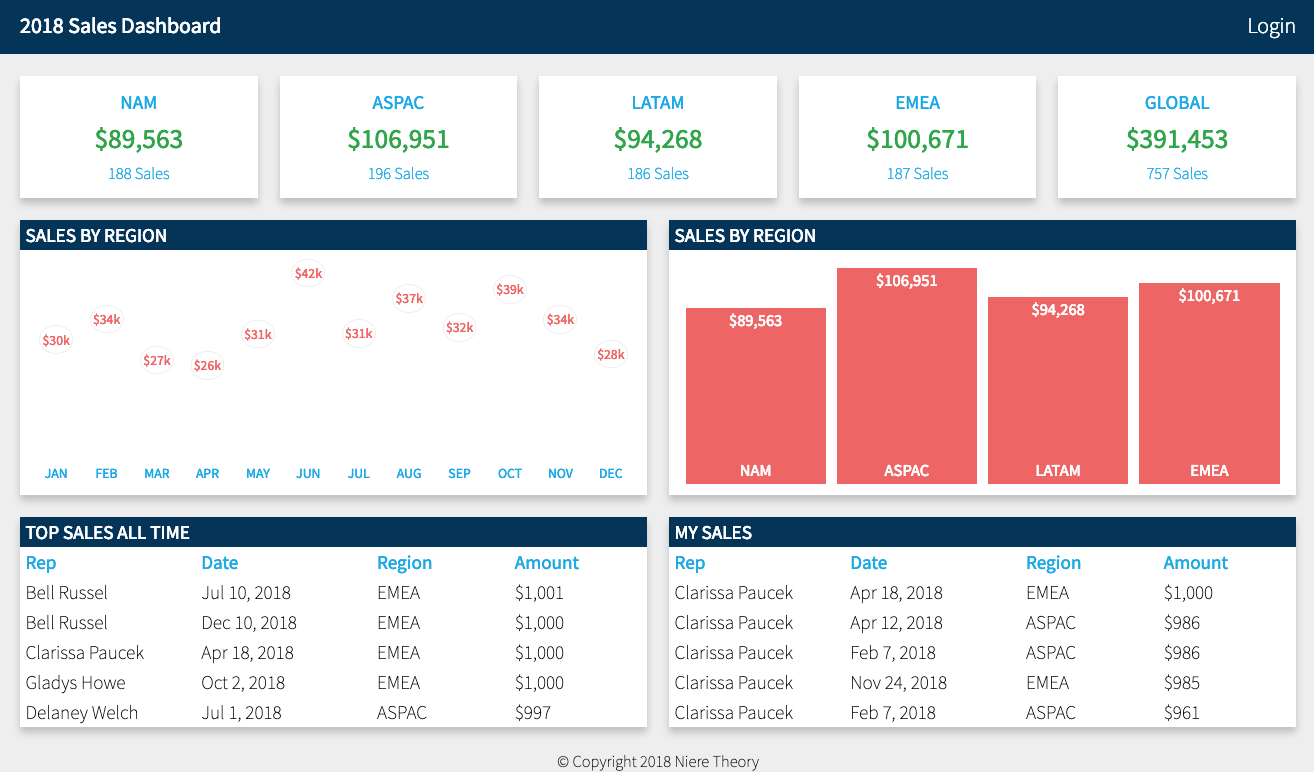 2018 Sales Dashboard Login
NAM ASPAC LATAM EMEA GLOBAL
$89,563 $106,951 $94,268 $100,671 $391,453
188 Sales 196 Sales 186 Sales 187 Sales 757 Sales
SALES BY REGION
$42k
$39k
$37k
$34k $34k
$31k $31k $32k
$30k
$28k
$27k $26k
JAN FEB MAR APR MAY JUN JUL AUG SEP OCT NOV DEC
SALES BY REGION
$89,563 $106,951 $94,268 $100,671
NAM ASPAC LATAM EMEA
TOP SALES ALL TIME
Rep Date Region Amount
Bell Russel Jul 10, 2018 EMEA $1,001
Bell Russel Dec 10, 2018 EMEA $1,000
Clarissa Paucek Apr 18, 2018 EMEA $1,000
Gladys Howe Oct 2, 2018 EMEA $1,000
Delaney Welch Jul 1, 2018 ASPAC $997
MY SALES
Rep Date Region Amount
Clarissa Paucek Apr 18, 2018 EMEA $1,000
Clarissa Paucek Apr 12, 2018 ASPAC $986
Clarissa Paucek Feb 7, 2018 ASPAC $986
Clarissa Paucek Nov 24, 2018 EMEA $985
Clarissa Paucek Feb 7, 2018 ASPAC $961
© Copyright 2018 Niere Theory